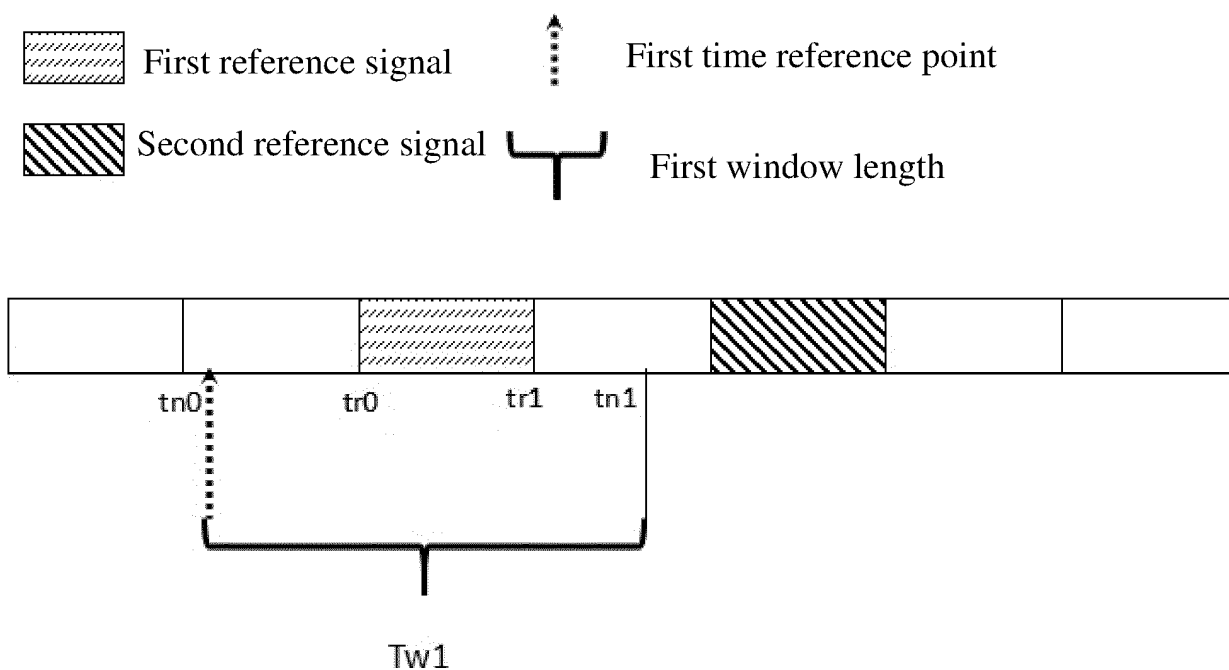 First reference signal
First time reference point
Second reference signal
First window length
tn0
tr0
tr1
tn1
Tw1